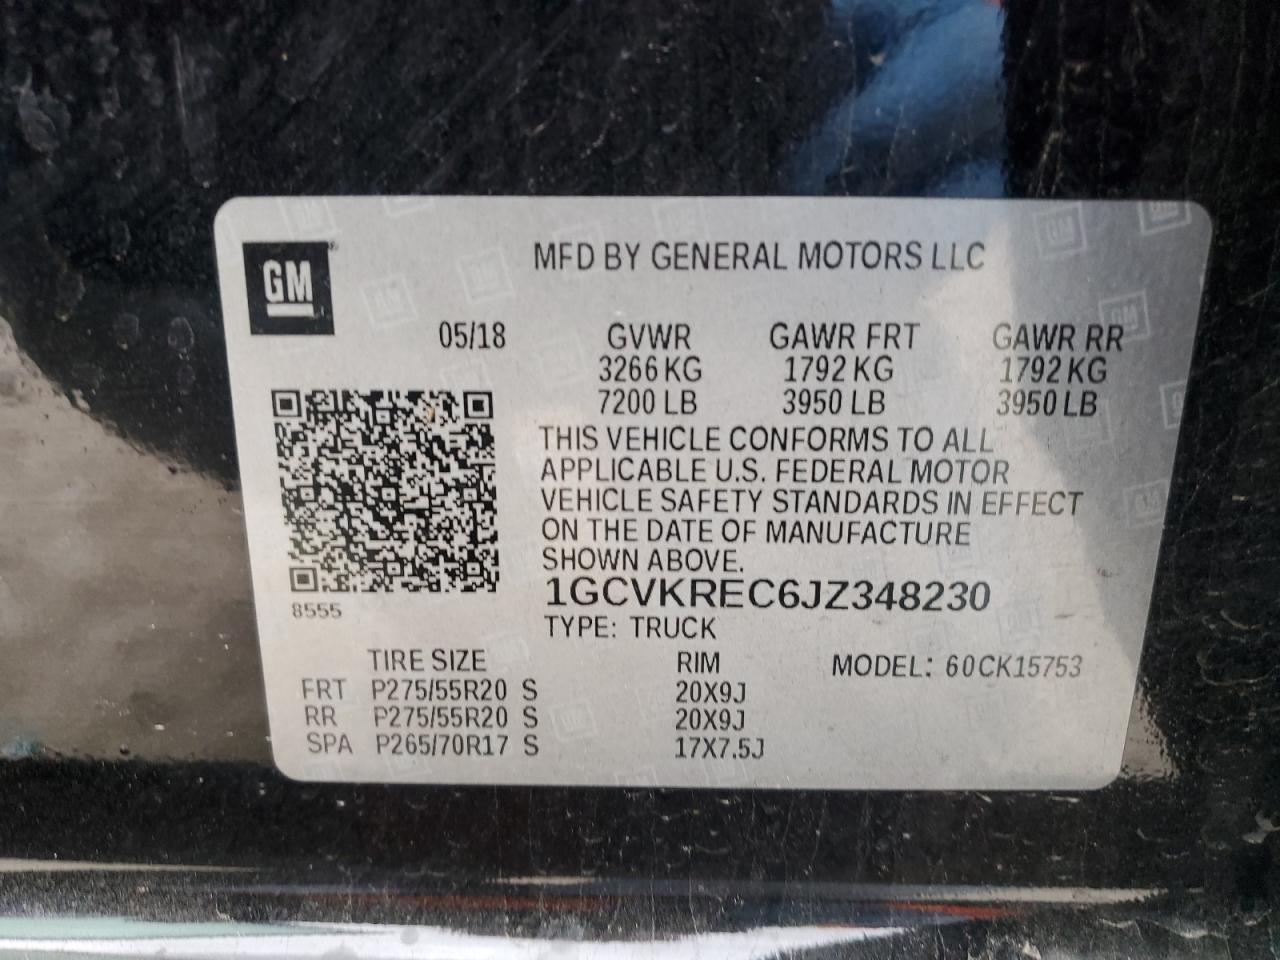 GM
MFD BY GENERAL MOTORS LLC
05/18 GVWR GAWR FRT GAWR RR
3266 KG 1792 KG 1792 KG
7200 LB 3950 LB 3950 LB
THIS VEHICLE CONFORMS TO ALL
APPLICABLE U.S. FEDERAL MOTOR
VEHICLE SAFETY STANDARDS IN EFFECT
ON THE DATE OF MANUFACTURE
SHOWN ABOVE.
1GCVKREC6JZ348230
8555
TYPE: TRUCK
TIRE SIZE RIM MODEL: 60CK15753
FRT P275/55R20 S 20X9J
RR P275/55R20 S 20X9J
SPA P265/70R17 S 17X7.5J